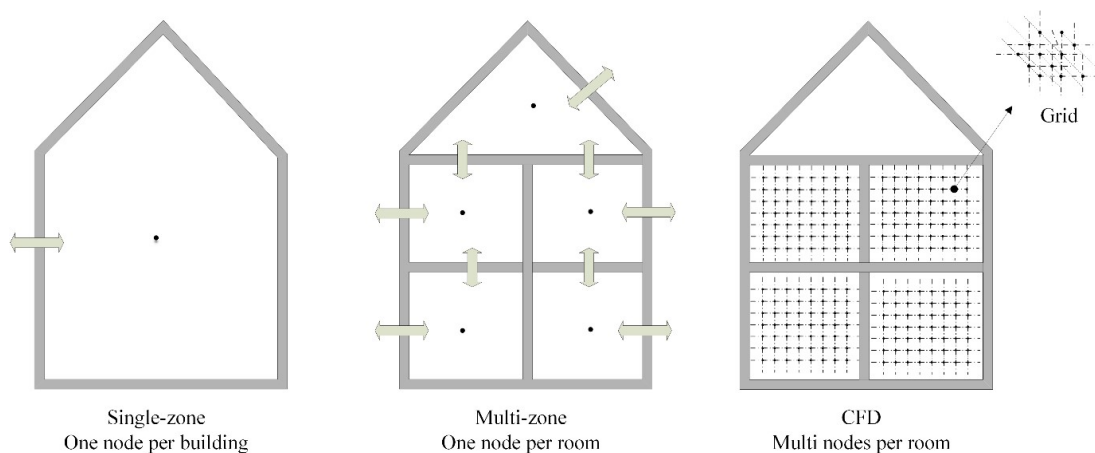 Grid
Single-zone
One node per building
Multi-zone
One node per room
CFD
Multi nodes per room